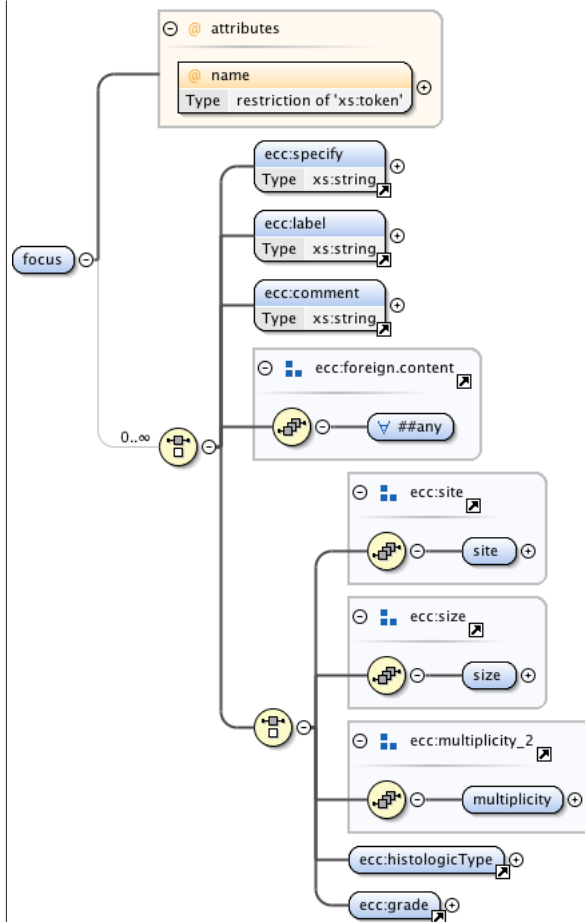 @ attributes
@ name
Type restriction of 'xs:token'
ecc:specify
Type xs:string
ecc:label
Type xs:string
focus
ecc:comment
Type xs:string
ecc:foreign.content
0..∞
∀ ##any
ecc:site
site
ecc:size
size
ecc:multiplicity_2
multiplicity
ecc:histologicType
ecc:grade